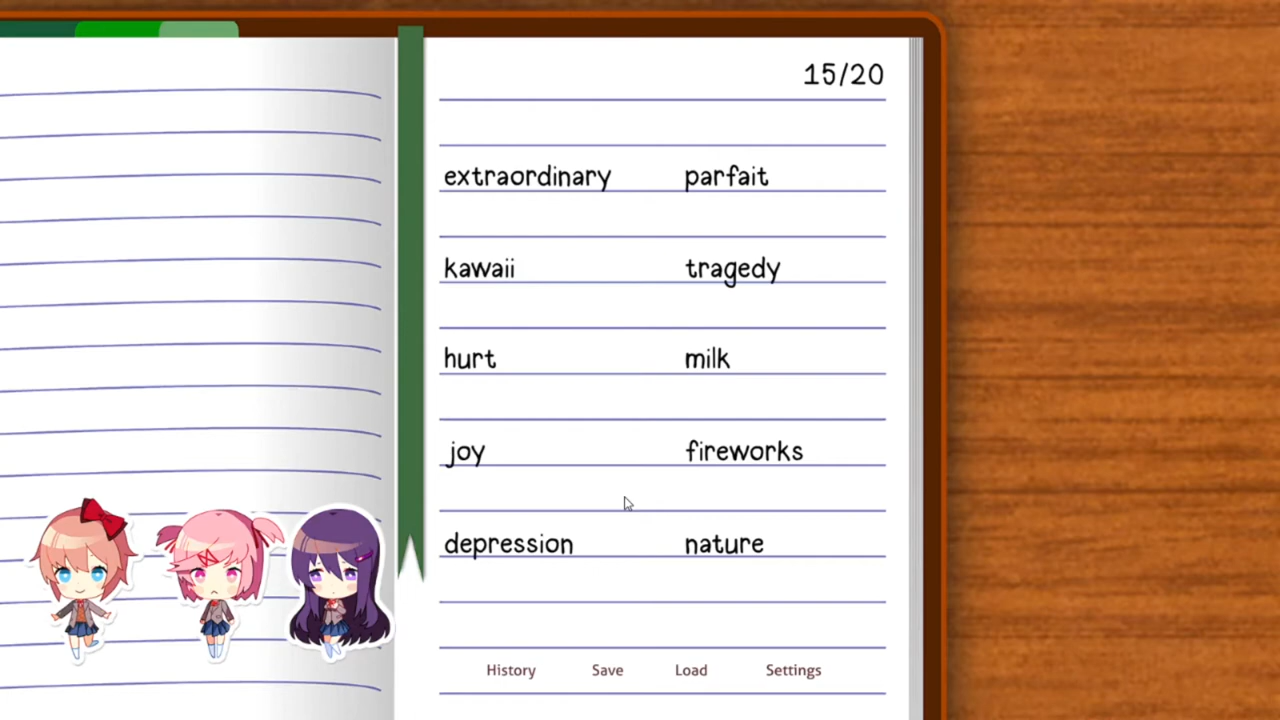 15/20
extraordinary parfait
kawaii tragedy
hurt milk
joy fireworks
depression nature
History Save Load Settings